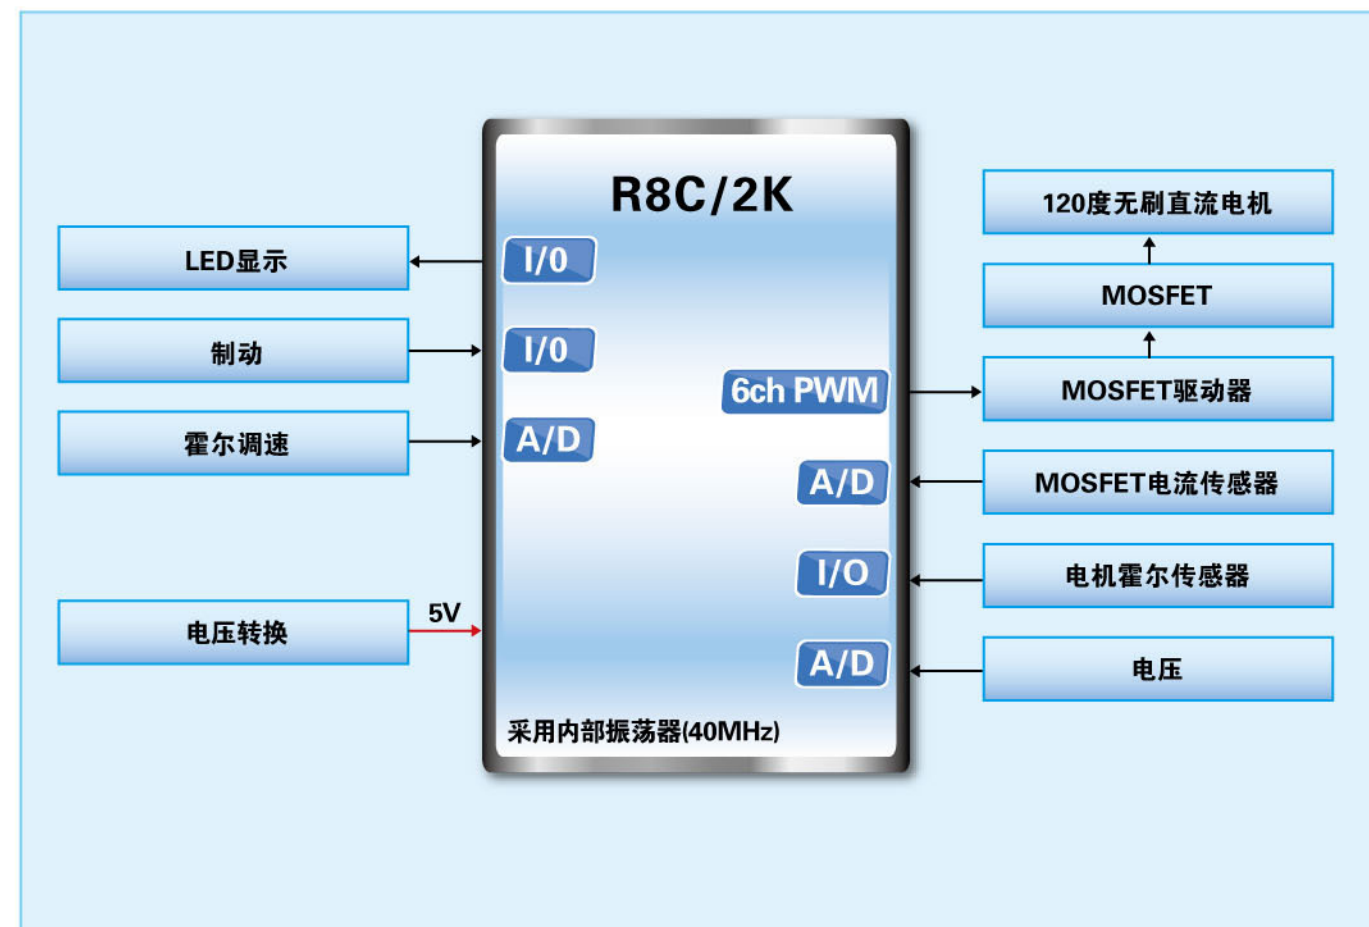 R8C/2K
LED显示
I/0
制动
I/0
霍尔调速
A/D
电压转换
5V
采用内部振荡器(40MHz)
120度无刷直流电机
MOSFET
6ch PWM
MOSFET驱动器
A/D
MOSFET电流传感器
I/O
电机霍尔传感器
A/D
电压